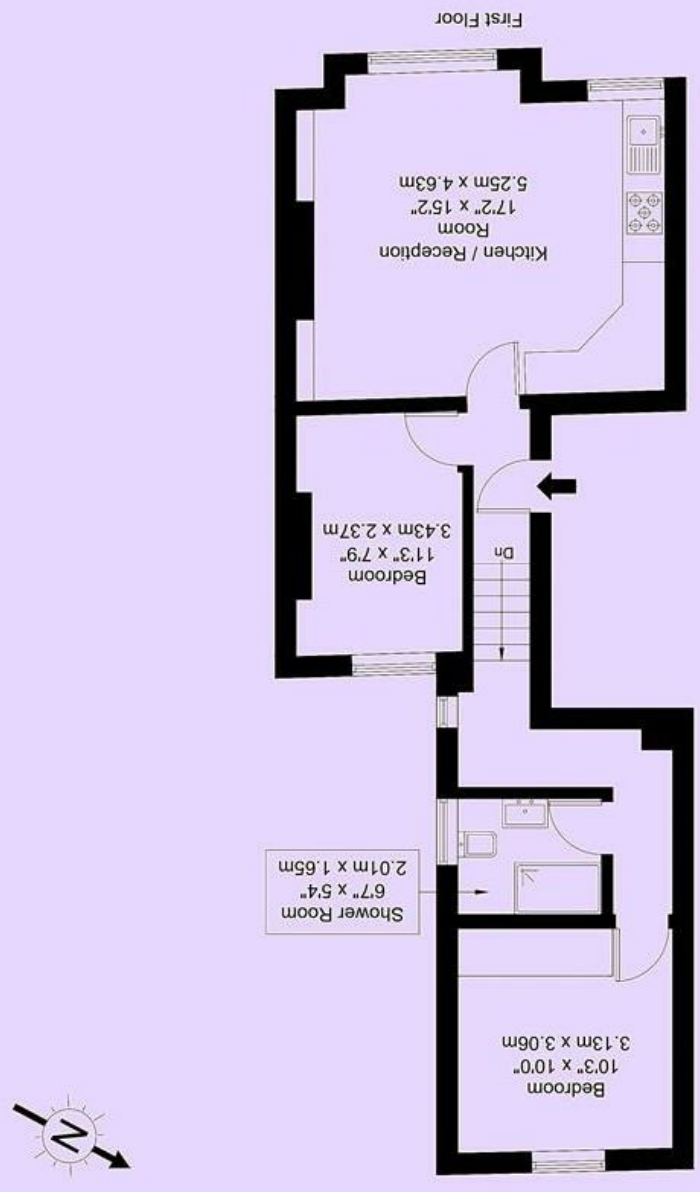 N
Bedroom
10'3" x 10'0"
3.13m x 3.06m
Shower Room
6'7" x 5'4"
2.01m x 1.65m
Dn
Bedroom
11'3" x 7'9"
3.43m x 2.37m
Kitchen / Reception
Room
17'2" x 15'2"
5.25m x 4.63m
First Floor